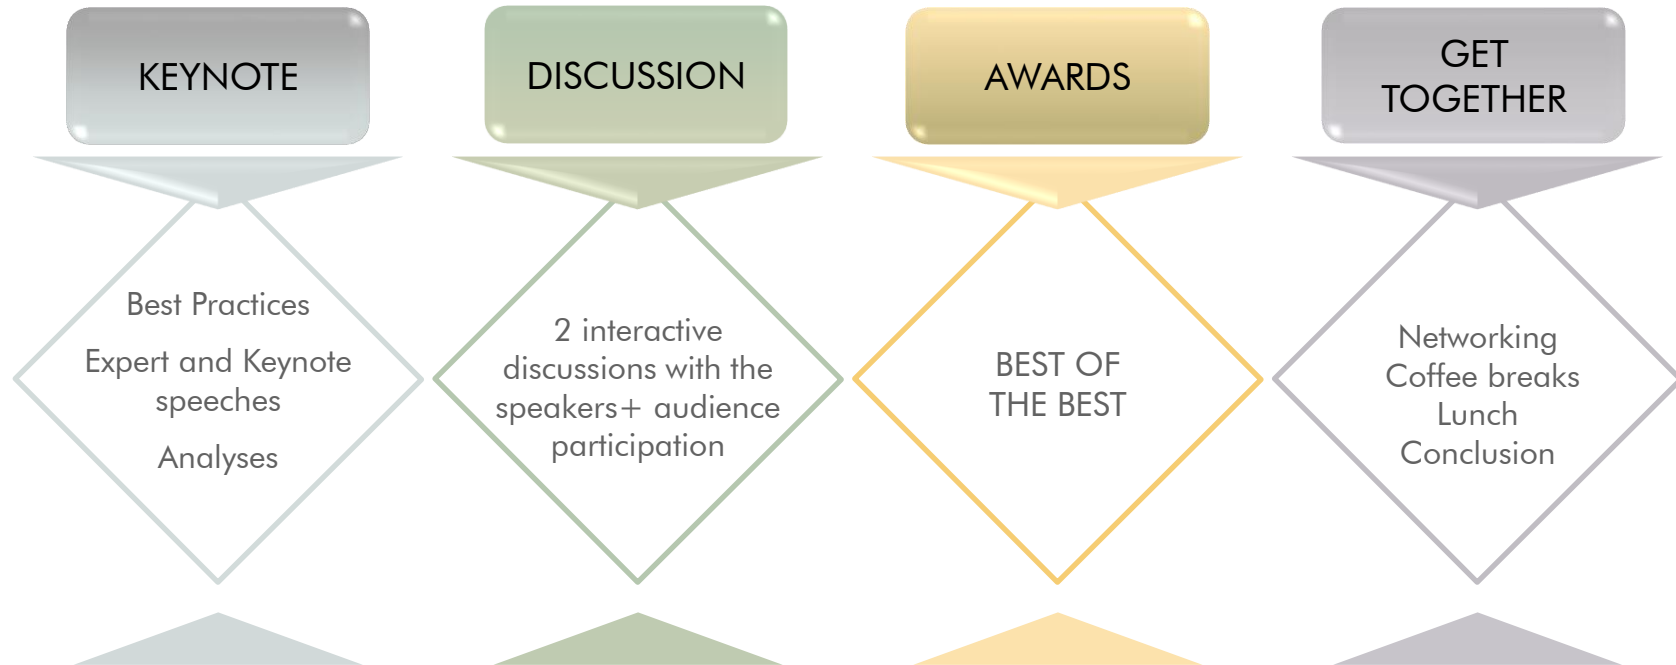 KEYNOTE
Best Practices
Expert and Keynote
speeches
Analyses
DISCUSSION
2 interactive
discussions with the
speakers+ audience
participation
AWARDS
BEST OF
THE BEST
GET
TOGETHER
Networking
Coffee breaks
Lunch
Conclusion